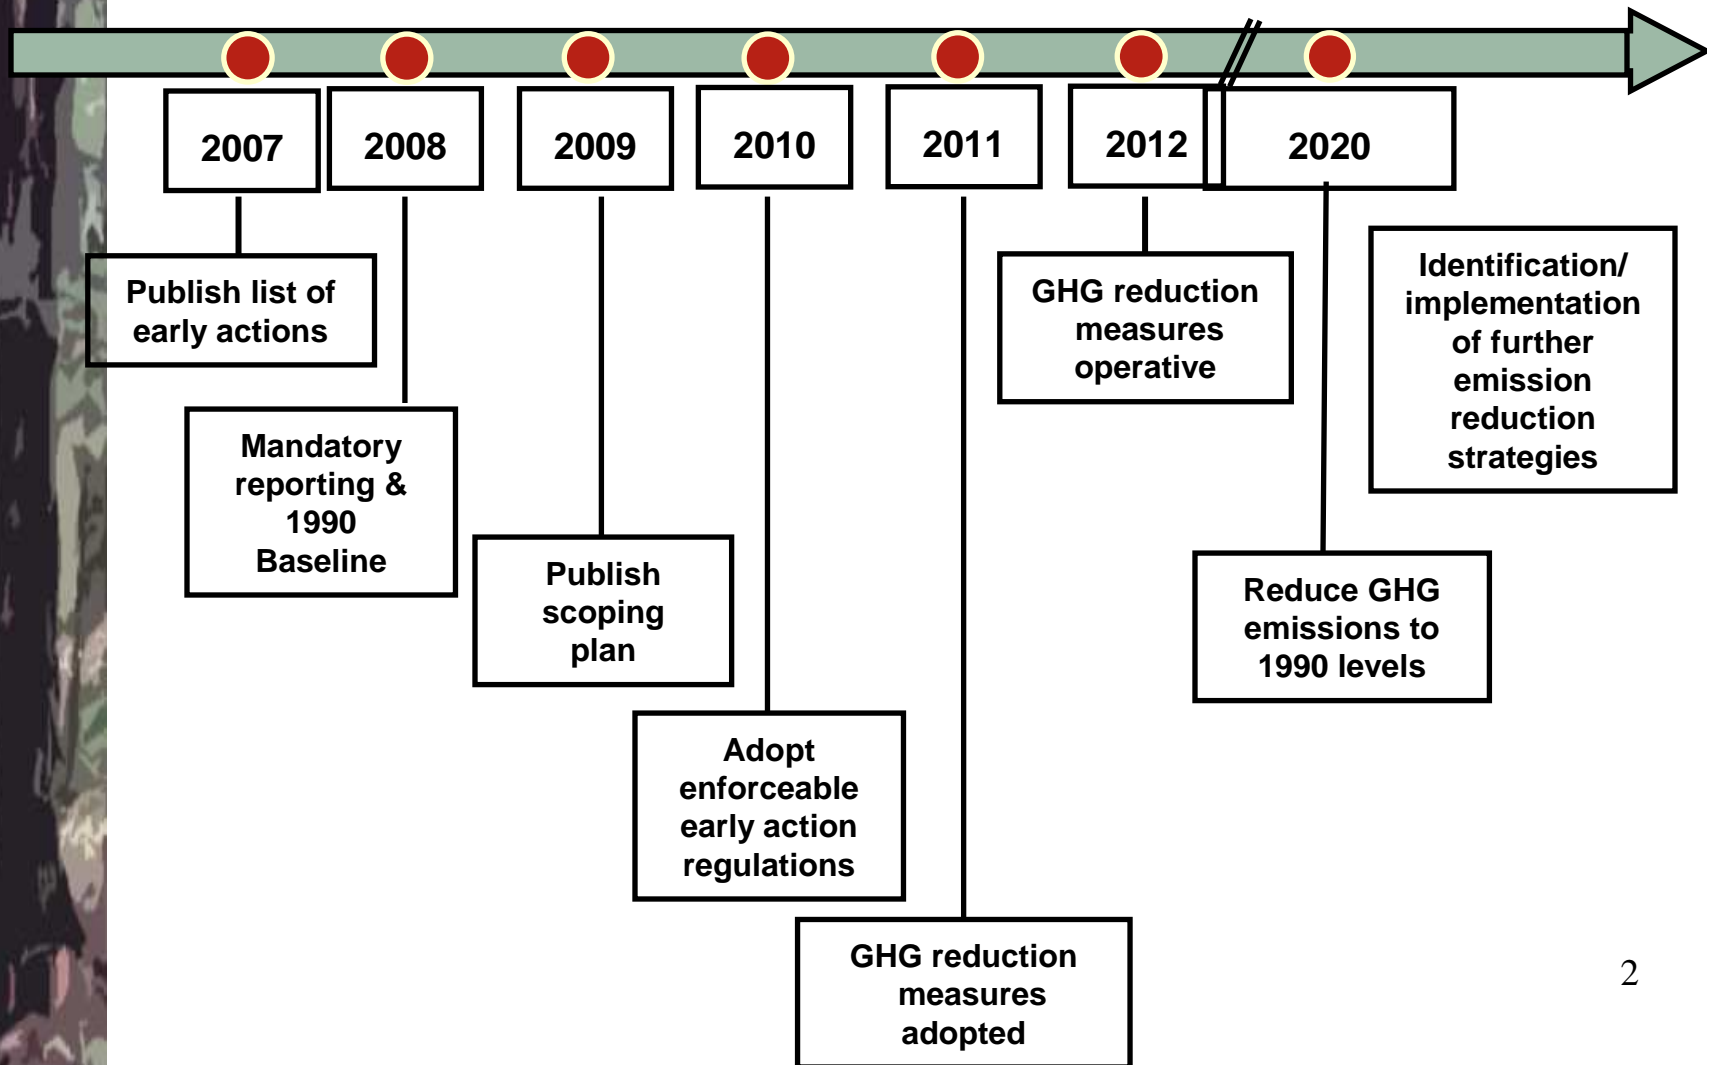 2007
2008
2009
2010
2011
2012
2020
Publish list of
early actions
Mandatory
reporting &
1990
Baseline
Publish
scoping
plan
Adopt
enforceable
early action
regulations
GHG reduction
measures
adopted
GHG reduction
measures
operative
Reduce GHG
emissions to
1990 levels
Identification/
implementation
of further
emission
reduction
strategies
2